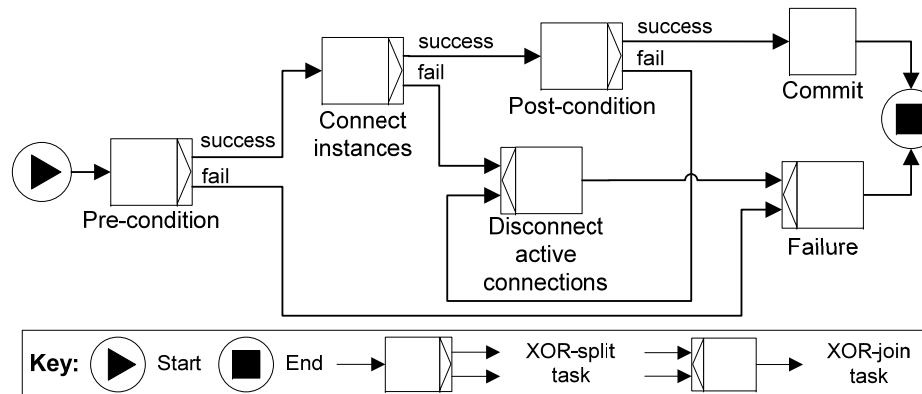 success
success
fail
fail
Commit
Post-condition
Connect
instances
success
fail
Pre-condition
Disconnect
active
connections
Failure
Key:
Start
End
XOR-split
task
XOR-join
task